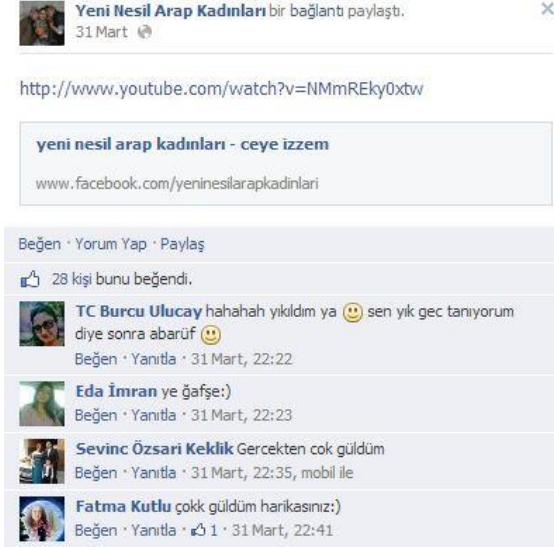 Yeni Nesil Arap Kadınları bir bağlantı paylaştı.
31 Mart
http://www.youtube.com/watch?v=NMmREky0xtw
yeni nesil arap kadınları - ceye izzem
www.facebook.com/yeninesilarapkadinlari
Beğen · Yorum Yap · Paylaş
28 kişi bunu beğendi.
TC Burcu Ulucay hahahah yıkıldım ya sen yık gec tanıyorum
diye sonra abarüf
Beğen · Yanıtla · 31 Mart, 22:22
Eda İmran ye ğafşe:)
Beğen · Yanıtla · 31 Mart, 22:23
Sevinc Özsari Keklik Gercekten cok güldüm
Beğen · Yanıtla · 31 Mart, 22:35, mobil ile
Fatma Kutlu çokk güldüm harikasınız:)
Beğen · Yanıtla · 1 · 31 Mart, 22:41